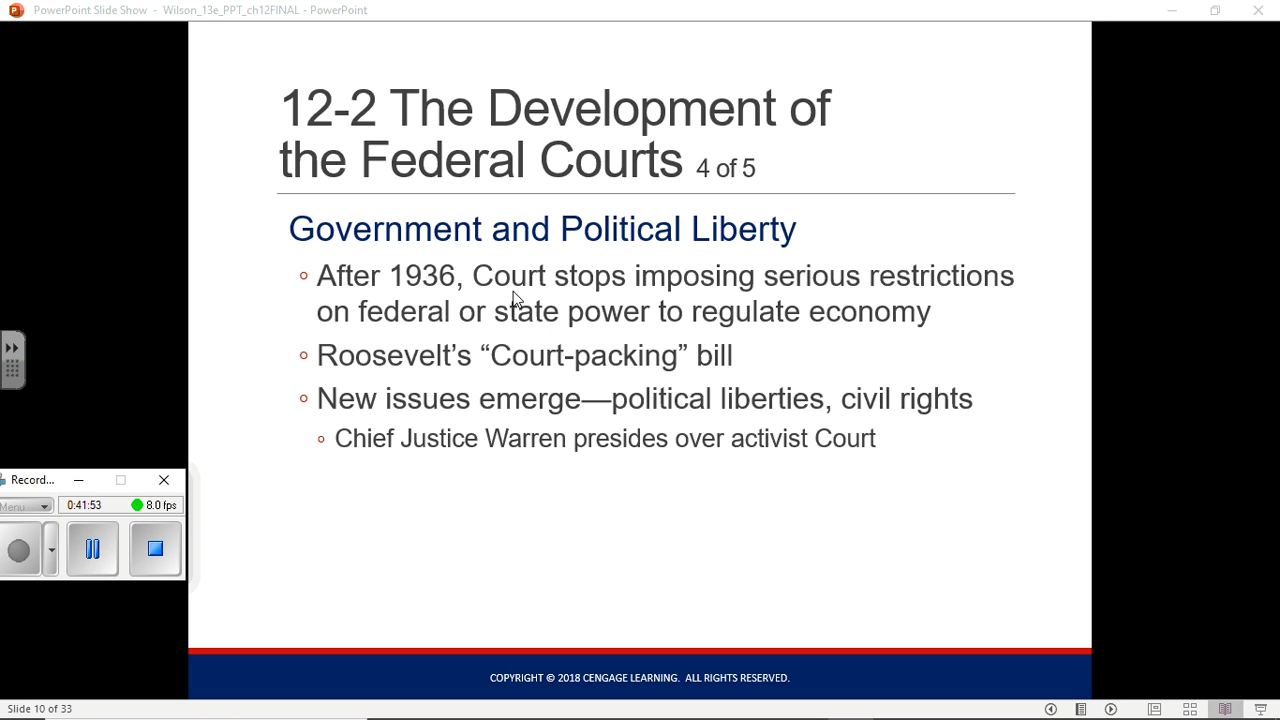 PowerPoint Slide Show - Wilson_13e_PPT_ch12FINAL - PowerPoint
12-2 The Development of
the Federal Courts 4 of 5
Government and Political Liberty
After 1936, Court stops imposing serious restrictions
on federal or state power to regulate economy
Roosevelt’s “Court-packing” bill
New issues emerge—political liberties, civil rights
Chief Justice Warren presides over activist Court
Record...
Menu
0:41:53
8.0 fps
COPYRIGHT © 2018 CENGAGE LEARNING. ALL RIGHTS RESERVED.
Slide 10 of 33